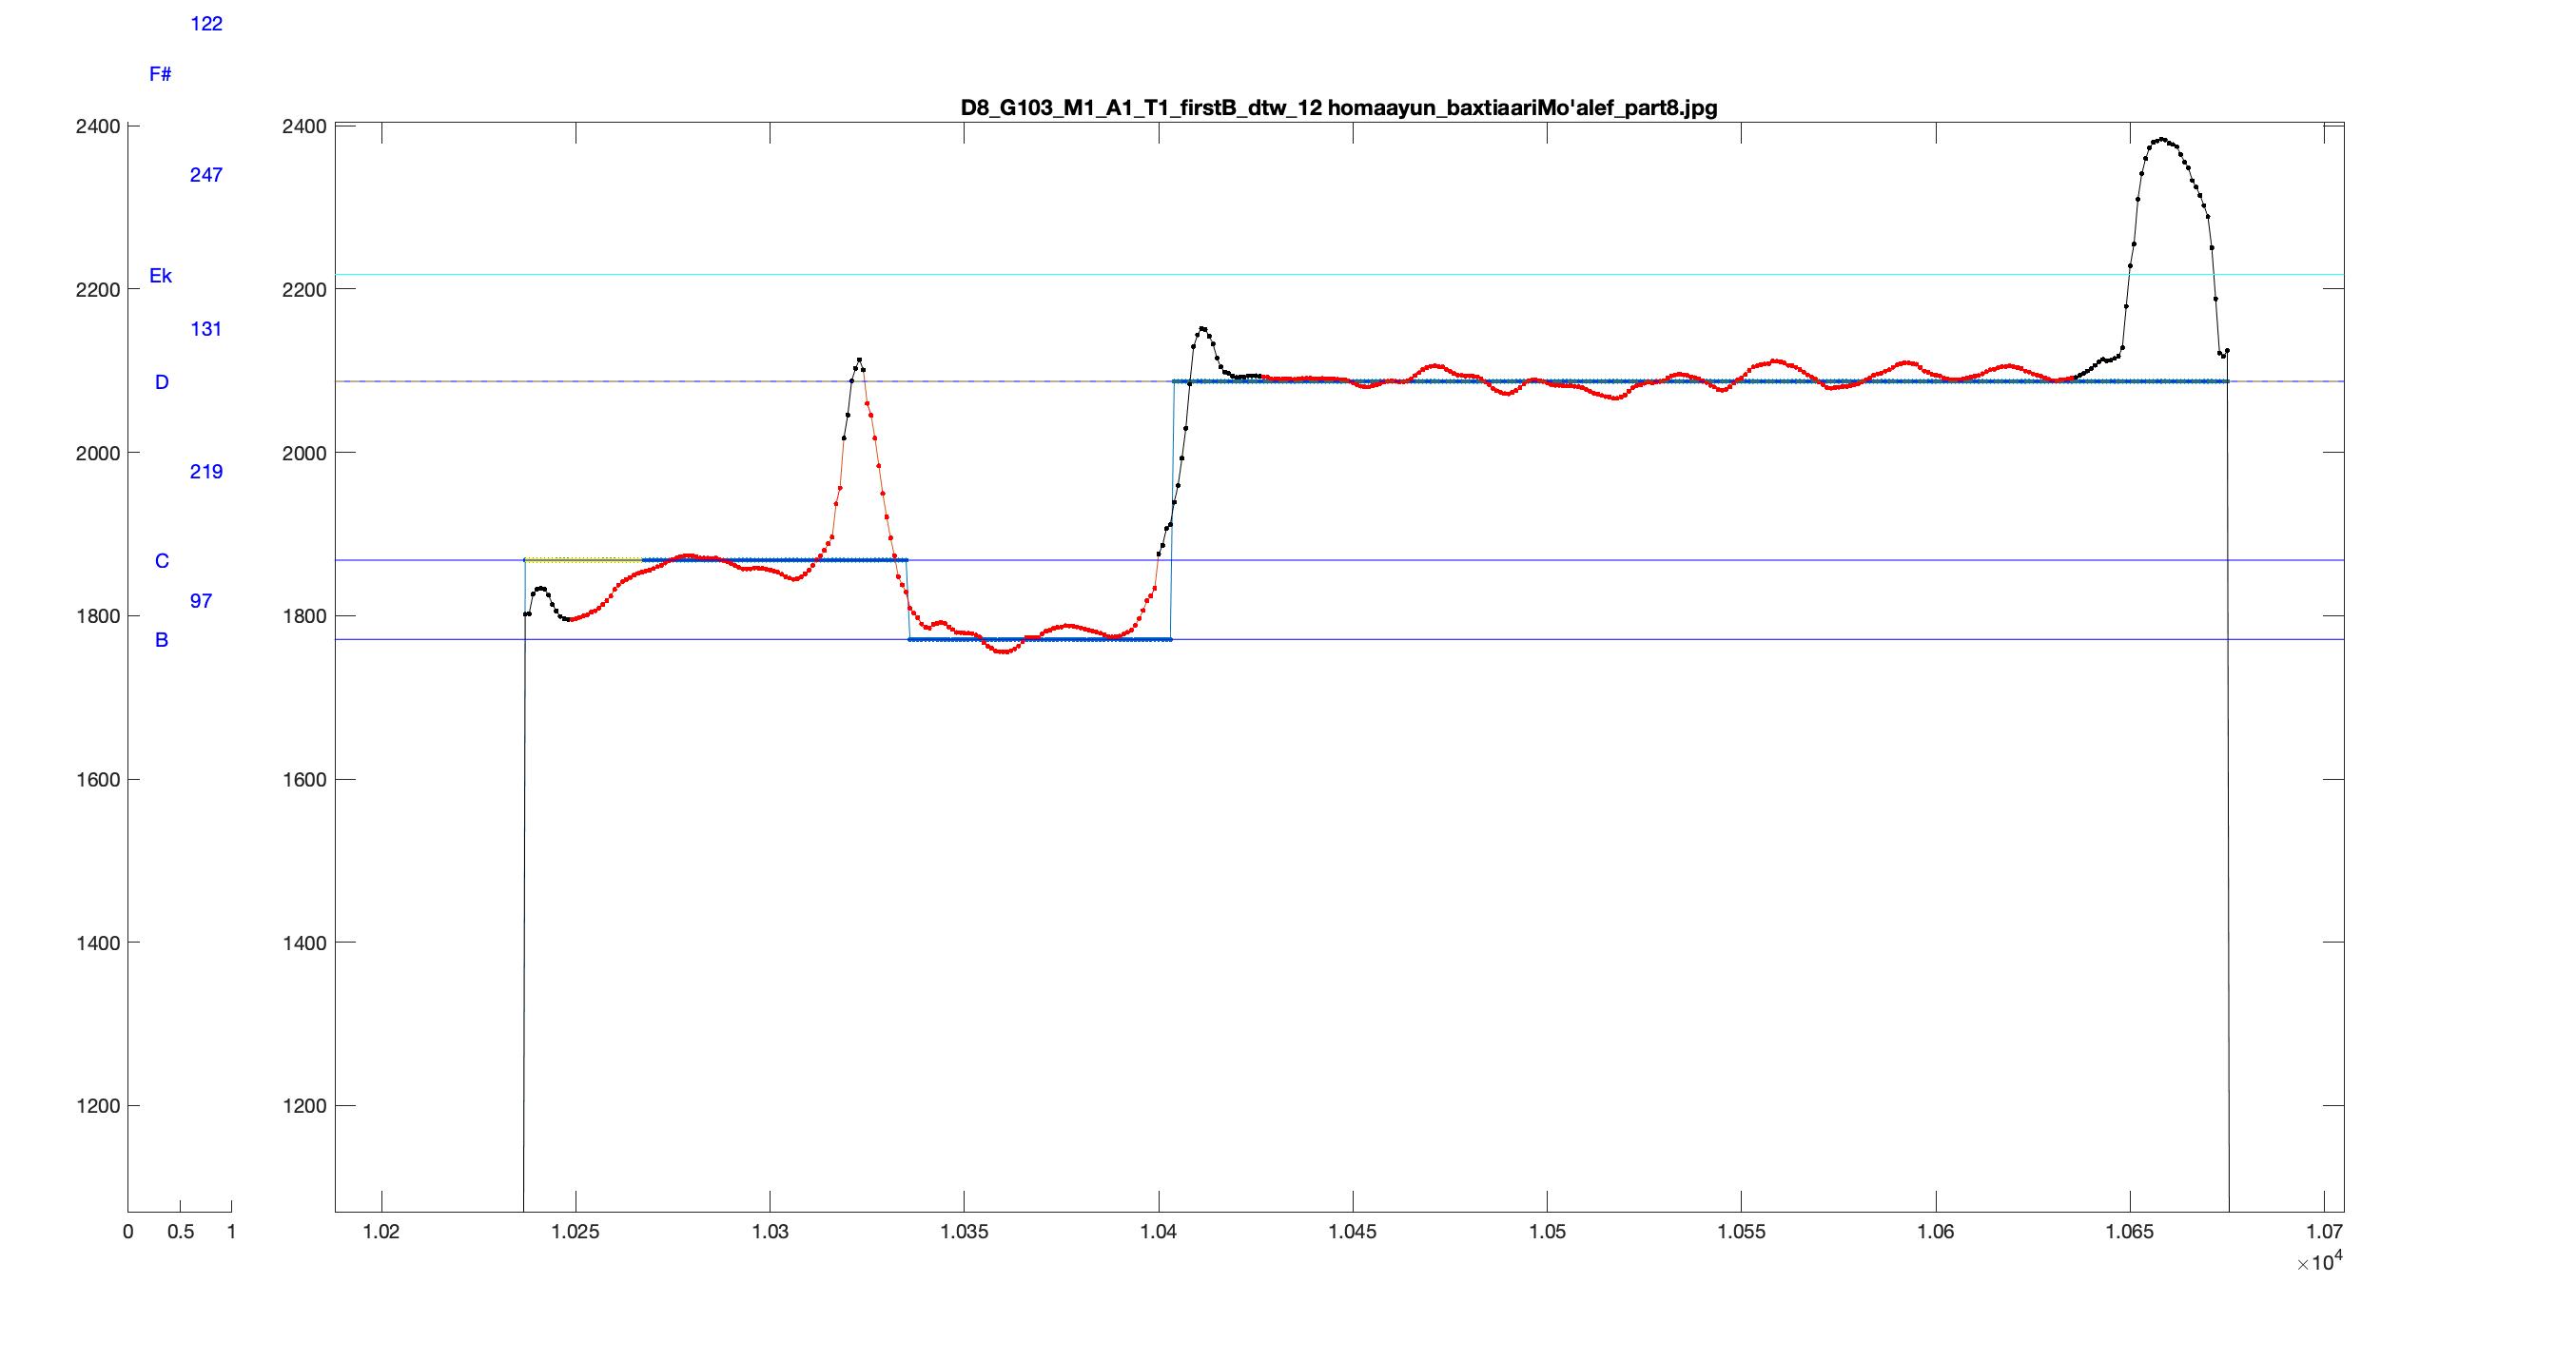 122
F#
D8_G103_M1_A1_T1_firstB_dtw_12 homaayun_baxtiaariMo'alef_part8.jpg
2400 2400
247
Ek
2200 2200
131
D
2000 2000
219
C
97
1800 1800
B
1600 1600
1400 1400
1200 1200
0 0.5 1 1.02 1.025 1.03 1.035 1.04 1.045 1.05 1.055 1.06 1.065 1.07
×10^4